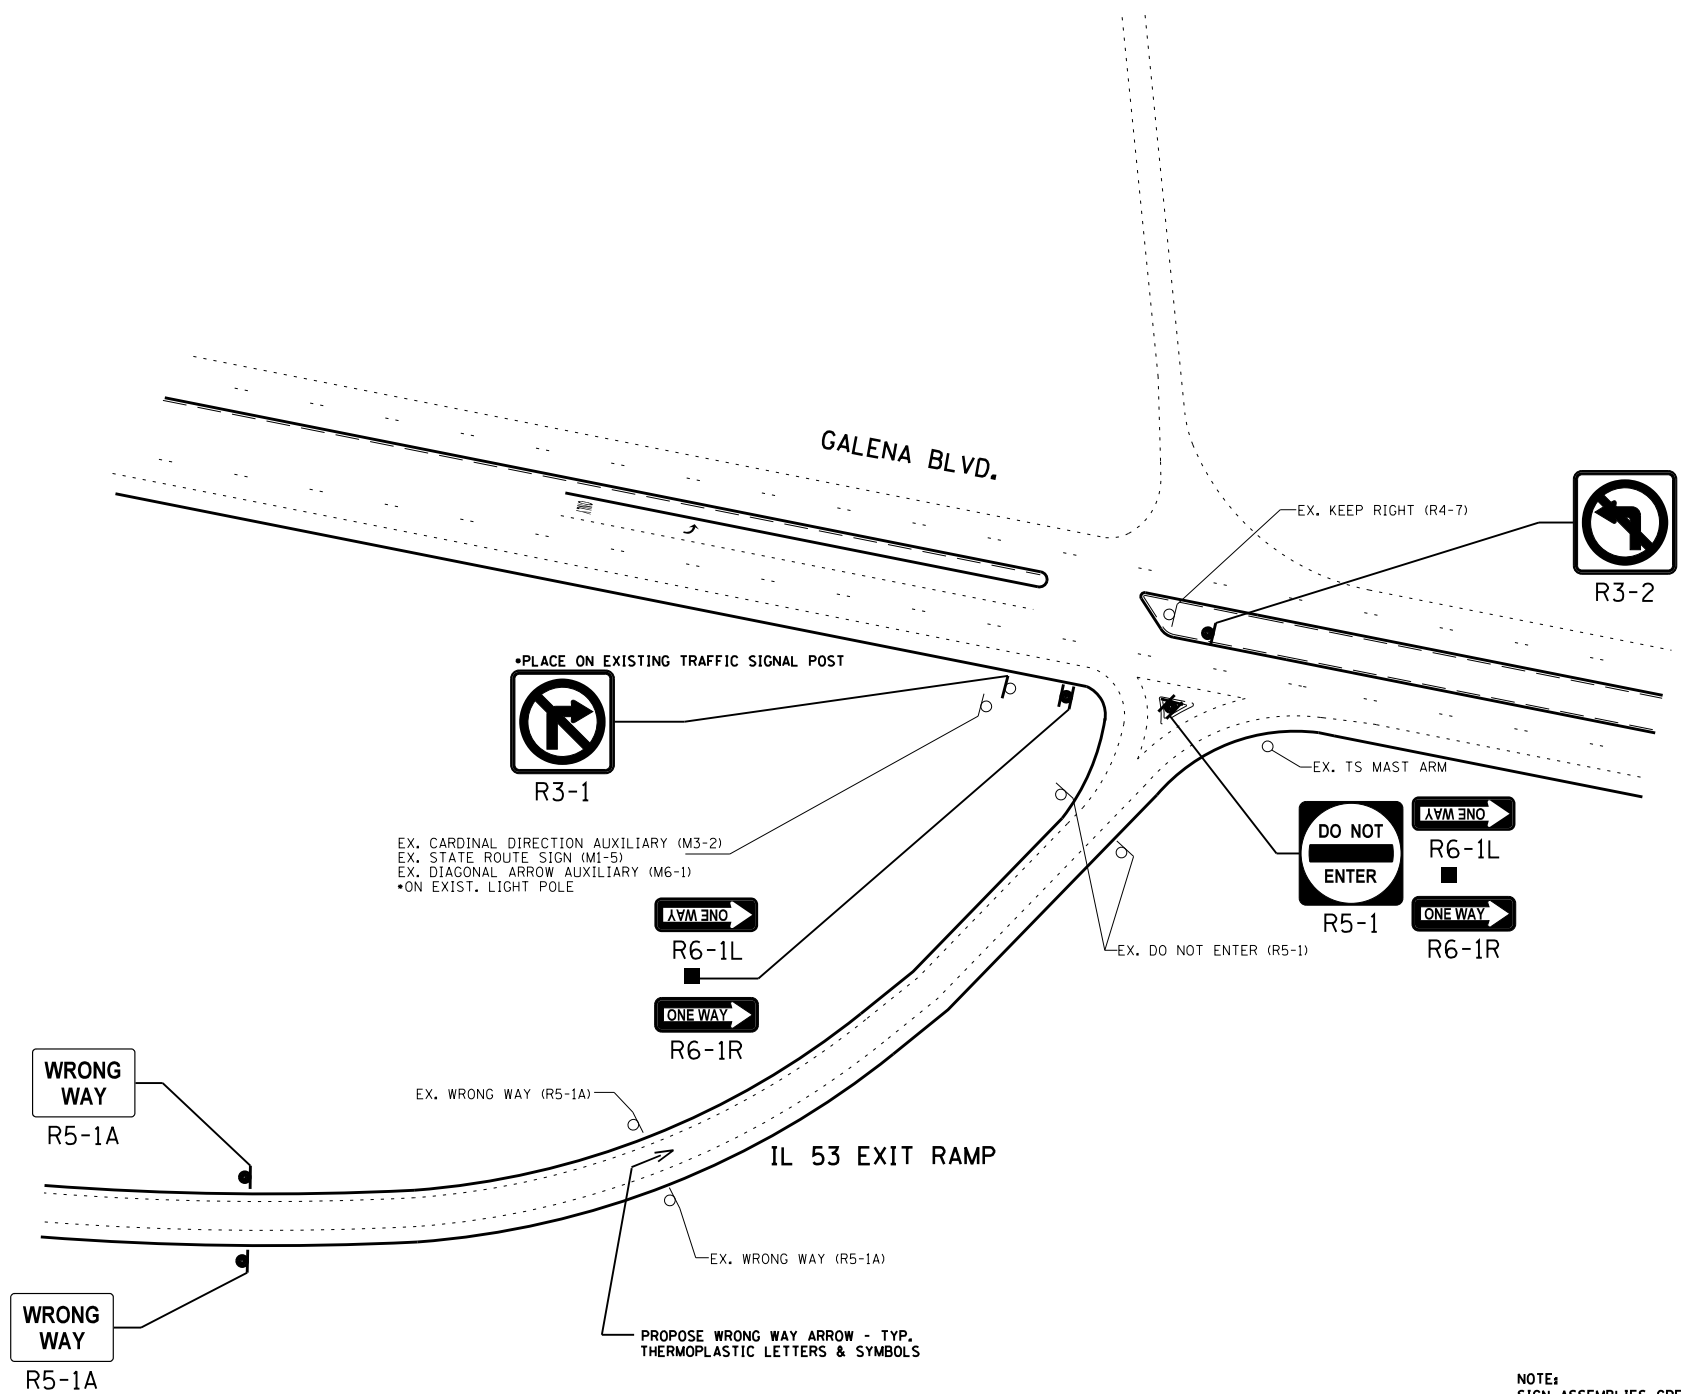 GALENA BLVD.
EX. KEEP RIGHT (R4-7)
R3-2
•PLACE ON EXISTING TRAFFIC SIGNAL POST
R3-1
EX. TS MAST ARM
EX. CARDINAL DIRECTION AUXILIARY (M3-2)
EX. STATE ROUTE SIGN (M1-5)
EX. DIAGONAL ARROW AUXILIARY (M6-1)
•ON EXIST. LIGHT POLE
DO NOT
ENTER
R5-1
ONE WAY
R6-1L
ONE WAY
R6-1R
ONE WAY
R6-1L
ONE WAY
R6-1R
EX. DO NOT ENTER (R5-1)
WRONG
WAY
R5-1A
EX. WRONG WAY (R5-1A)
IL 53 EXIT RAMP
EX. WRONG WAY (R5-1A)
WRONG
WAY
R5-1A
PROPOSE WRONG WAY ARROW - TYP.
THERMOPLASTIC LETTERS & SYMBOLS
NOTE: